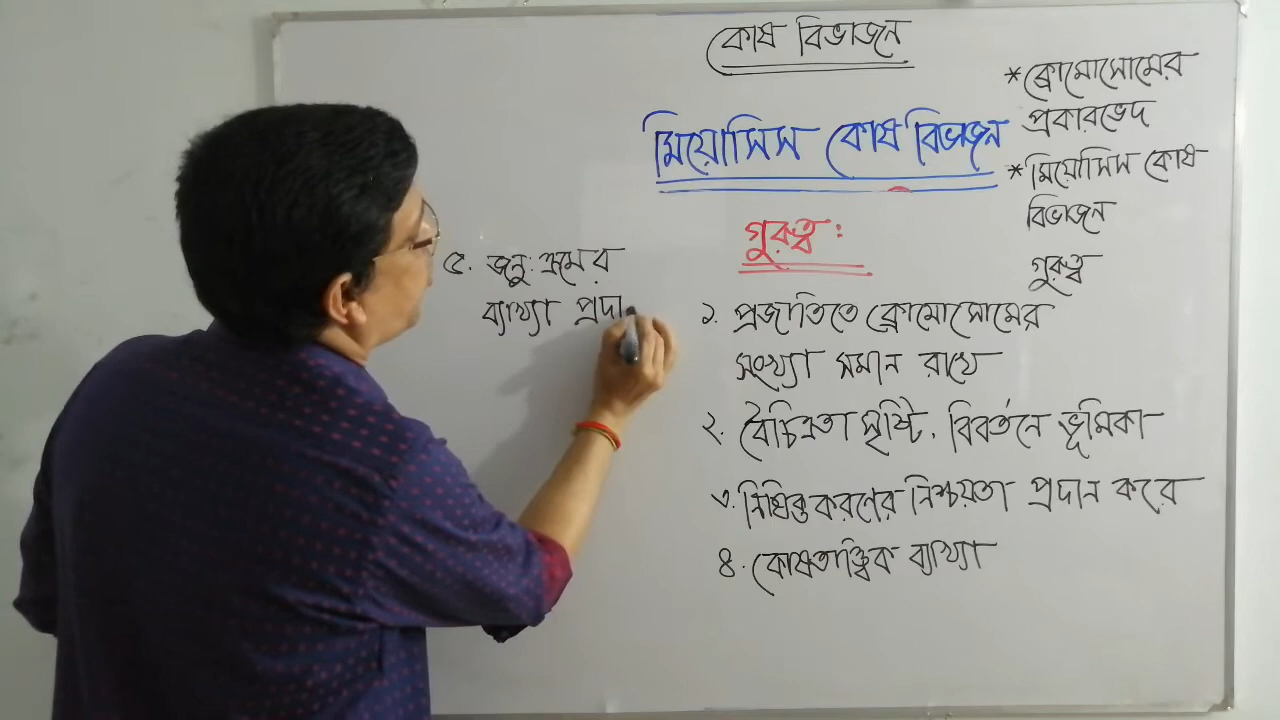 কোষ বিভাজন
মিয়োসিস কোষ বিভাজন
গুরুত্ব :
১. প্রজাতিতে ক্রোমোসোমের
সংখ্যা সমান রাখে
২. বৈচিত্রতা সৃষ্টি, বিবর্তনে ভূমিকা
৩. নিষিক্তকরণের নিশ্চয়তা প্রদান করে
৪. কোষতাত্ত্বিক ব্যাখ্যা
৫. জনু:ক্রমের
ব্যাখ্যা প্রদা
* ক্রোমোসোমের
প্রকারভেদ
* মিয়োসিস কোষ
বিভাজন
গুরুত্ব